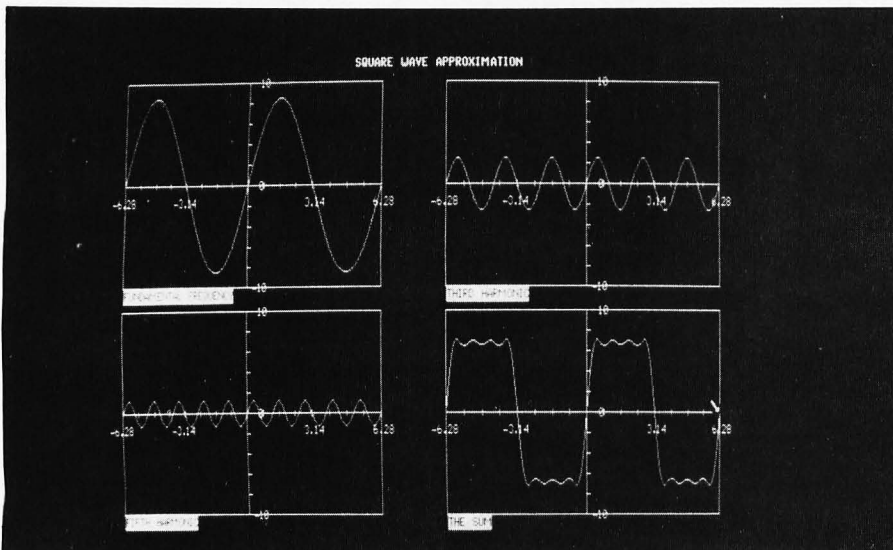 SQUARE WAVE APPROXIMATION
10
0
-6.28 -3.14 3.14 6.28
-10
FUNDAMENTAL FREQUENC
10
0
-6.28 -3.14 3.14 6.28
-10
THIRD HARMONIC
10
0
-6.28 -3.14 3.14 6.28
-10
FIFTH HARMONIC
10
0
-6.28 -3.14 3.14 6.28
-10
THE SUM